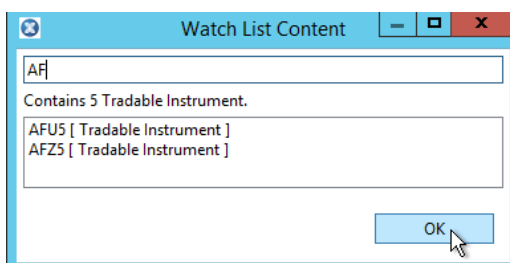 Watch List Content
AF
Contains 5 Tradable Instrument.
AFU5 [ Tradable Instrument ]
AFZ5 [ Tradable Instrument ]
OK